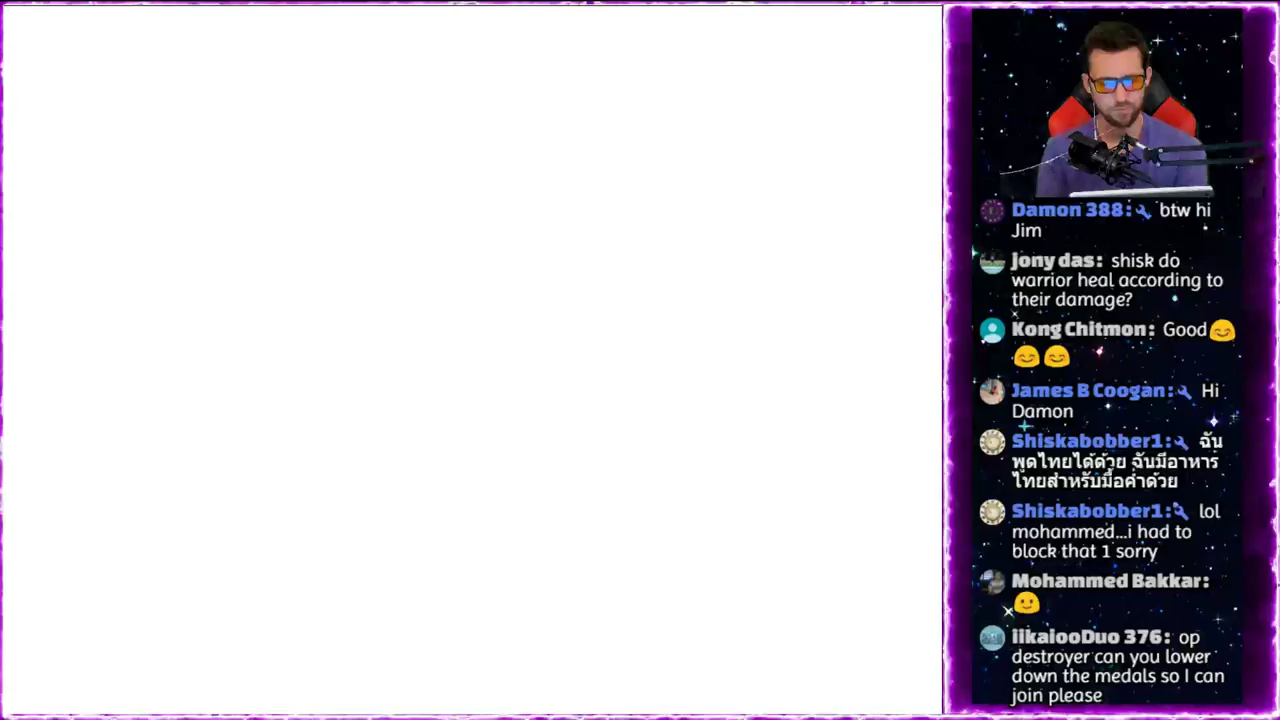 Damon 388: btw hi
Jim
jony das: shisk do
warrior heal according to
their damage?
Kong Chitmon: Good😊
😊😊
James B Coogan: Hi
Damon
Shiskabobber1: ฉัน
พูดไทยได้ด้วย ฉันมีอาหาร
ไทยสำหรับมื้อค่ำด้วย
Shiskabobber1: lol
mohammed...i had to
block that 1 sorry
Mohammed Bakkar:
🙂
iikaiooDuo 376: op
destroyer can you lower
down the medals so I can
join please